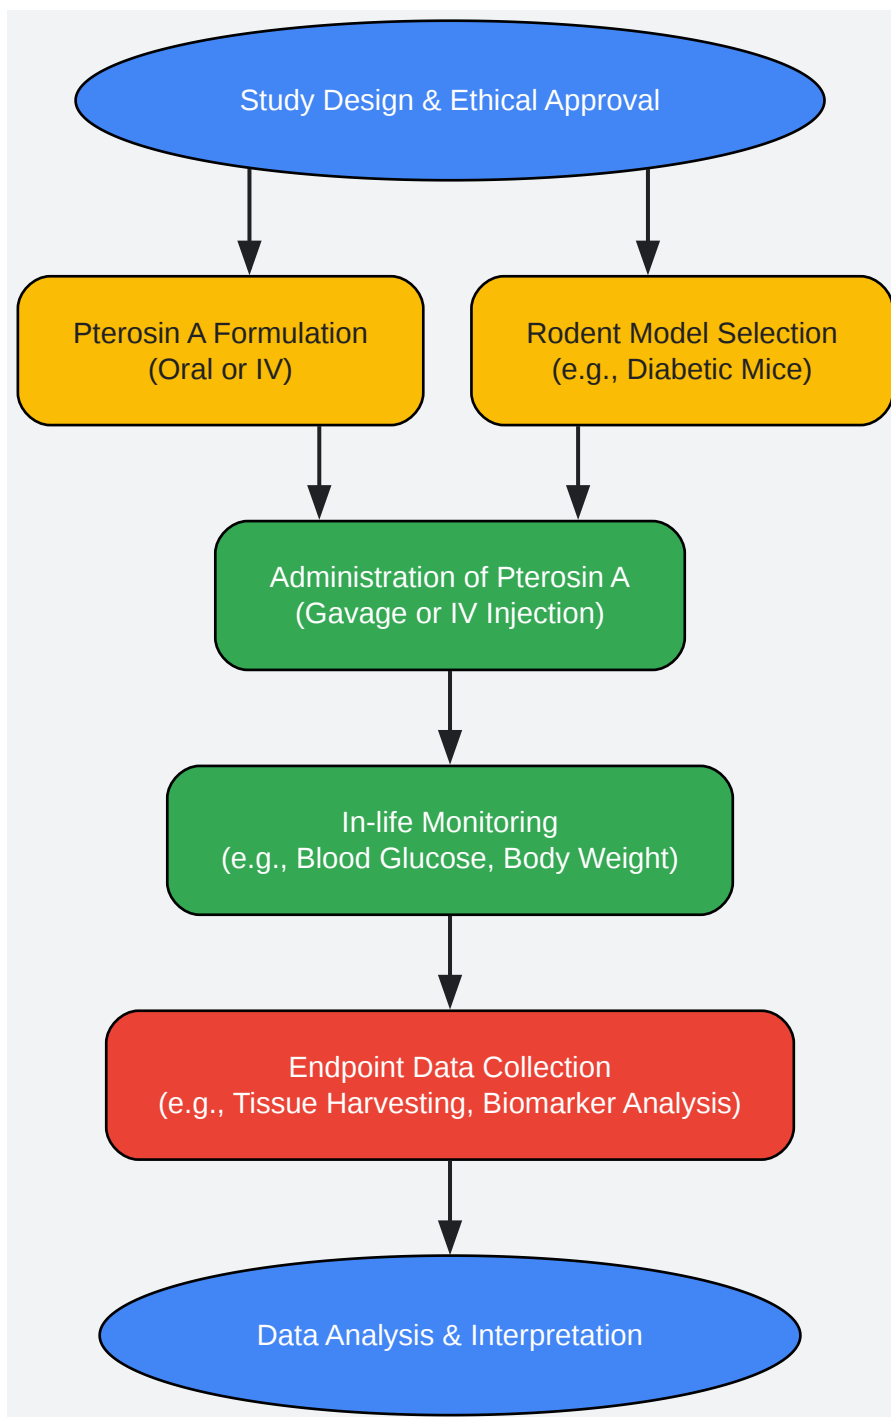 Study Design & Ethical Approval
Pterosin A Formulation
(Oral or IV)
Rodent Model Selection
(e.g., Diabetic Mice)
Administration of Pterosin A
(Gavage or IV Injection)
In-life Monitoring
(e.g., Blood Glucose, Body Weight)
Endpoint Data Collection
(e.g., Tissue Harvesting, Biomarker Analysis)
Data Analysis & Interpretation